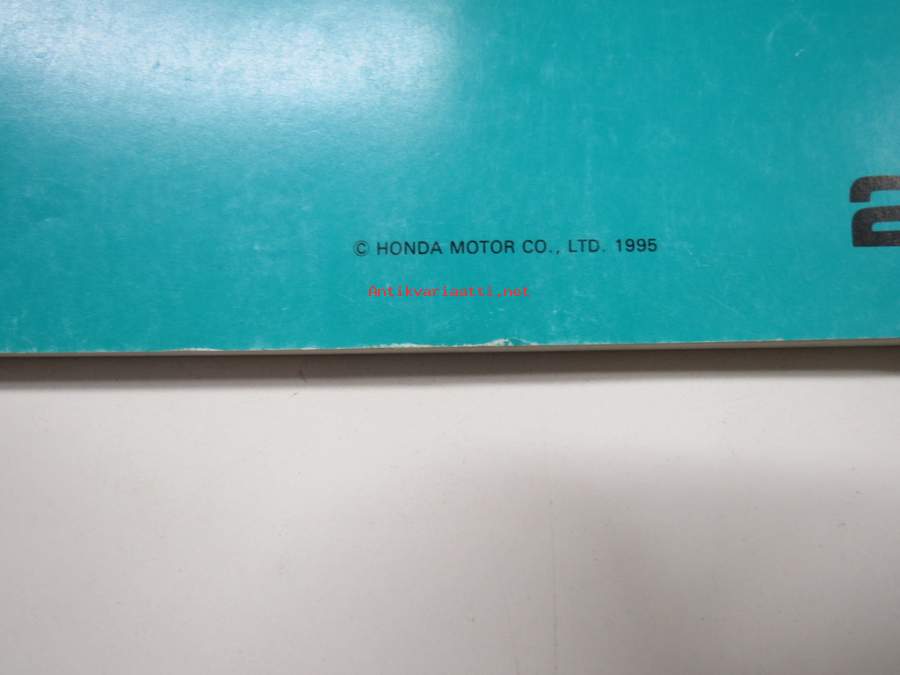 © HONDA MOTOR CO., LTD. 1995
Antikvariaatti.net